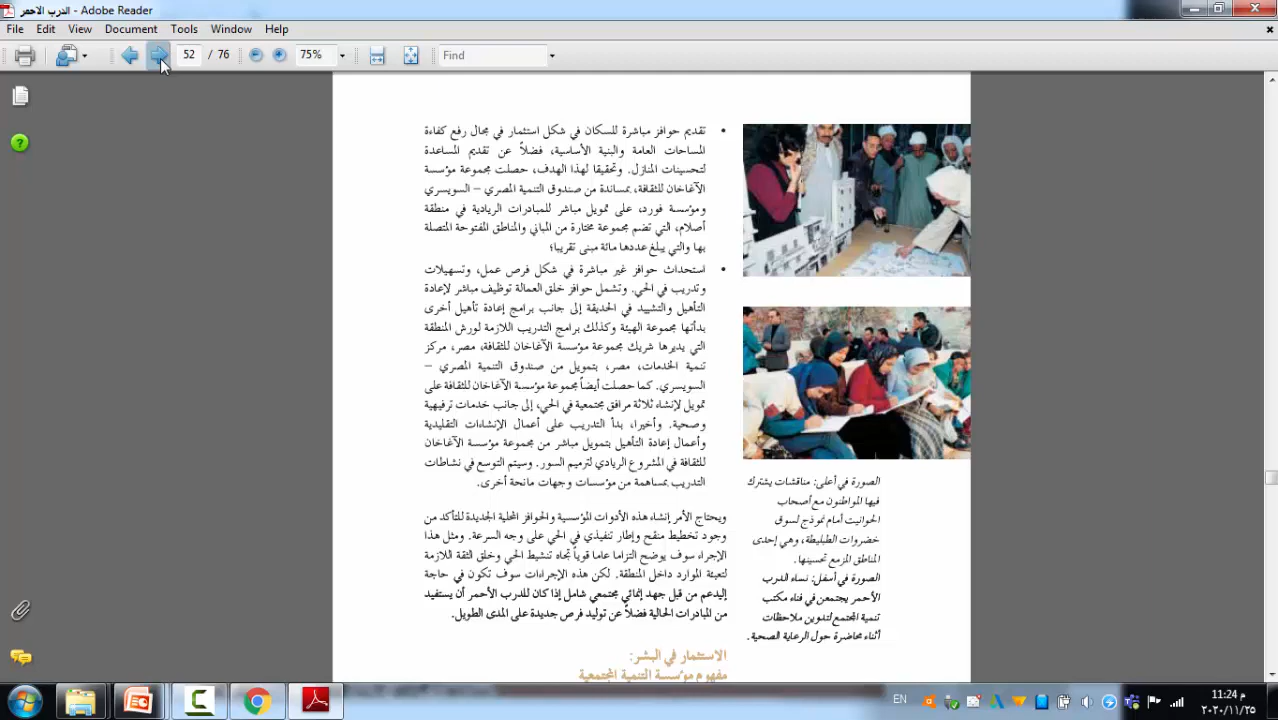 الدرب الاحمر - Adobe Reader
File Edit View Document Tools Window Help
52 / 76 75% Find
• تقديم حوافز مباشرة للسكان في شكل استثمار في مجال رفع كفاءة
المساحات العامة والبنية الأساسية، فضلاً عن تقديم المساعدة
لتحسينات المنازل. وتحقيقا لهذا الهدف، حصلت مجموعة مؤسسة
الآغاخان للثقافة، بمساندة من صندوق التنمية المصري – السويسري
ومؤسسة فورد، على تمويل مباشر للمبادرات الريادية في منطقة
أصلام، التي تضم مجموعة مختارة من المباني والمناطق المفتوحة المتصلة
بها والتي يبلغ عددها مائة مبنى تقريبا؛
• استحداث حوافز غير مباشرة في شكل فرص عمل، وتسهيلات
وتدريب في الحي. وتشمل حوافز خلق العمالة توظيف مباشر لإعادة
التأهيل والتشييد في الحديقة إلى جانب برامج إعادة تأهيل أخرى
بدأتها مجموعة الهيئة وكذلك برامج التدريب اللازمة لورش المنطقة
التي يديرها شريك مجموعة مؤسسة الآغاخان للثقافة، مصر، مركز
تنمية الخدمات، مصر، بتمويل من صندوق التنمية المصري –
السويسري. كما حصلت أيضاً مجموعة مؤسسة الآغاخان للثقافة على
تمويل لإنشاء ثلاثة مرافق مجتمعية في الحي، إلى جانب خدمات ترفيهية
وصحية. وأخيرا، بدأ التدريب على أعمال الإنشاءات التقليدية
وأعمال إعادة التأهيل بتمويل مباشر من مجموعة مؤسسة الآغاخان
للثقافة في المشروع الريادي لترميم السور. وسيتم التوسع في نشاطات
التدريب بمساهمة من مؤسسات وجهات مانحة أخرى.
ويحتاج الأمر إنشاء هذه الأدوات المؤسسية والحوافز المحلية الجديدة للتأكد من
وجود تخطيط منقح وإطار تنفيذي في الحي على وجه السرعة. ومثل هذا
الإجراء سوف يوضح التزاما عاما قوياً تجاه تنشيط الحي وخلق الثقة اللازمة
لتعبئة الموارد داخل المنطقة. لكن هذه الإجراءات سوف تكون في حاجة
إليدعم من قبل جهد إنمائي مجتمعي شامل إذا كان للدرب الأحمر أن يستفيد
من المبادرات الحالية فضلاً عن توليد فرص جديدة على المدى الطويل.
الاستثمار في البشر:
مفهوم مؤسسة التنمية المجتمعية
الصورة في أعلى: مناقشات يشترك
فيها المواطنون مع أصحاب
الحوانيت أمام نموذج لسوق
خضروات الطبليطة، وهي إحدى
المناطق المزمع تحسينها.
الصورة في أسفل: نساء الدرب
الأحمر يجتمعن في فناء مكتب
تنمية المجتمع لتدوين ملاحظات
أثناء محاضرة حول الرعاية الصحية.
EN
11:24 م
٢٠٢٠/١١/٢٥